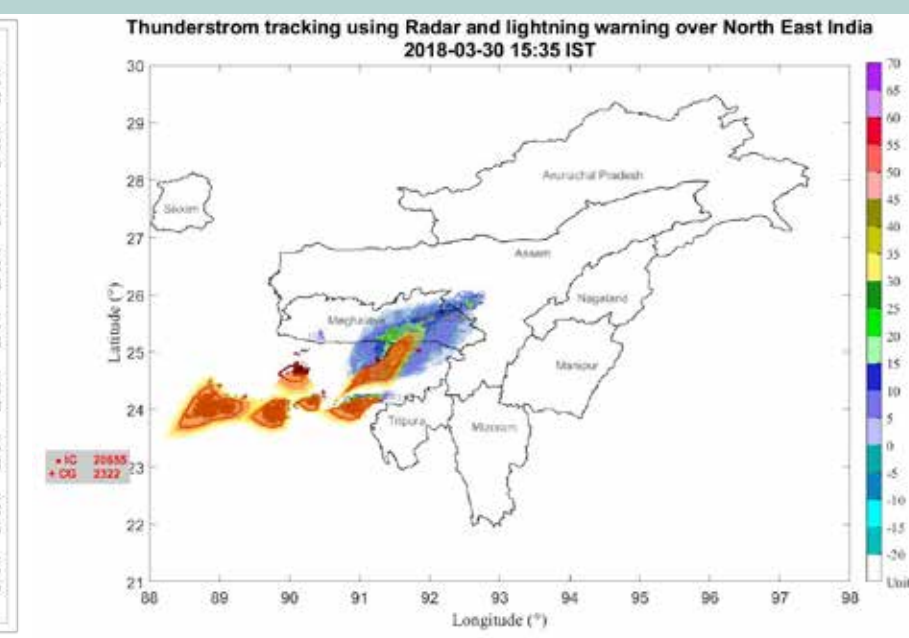 Thunderstrom tracking using Radar and lightning warning over North East India
2018-03-30 15:35 IST
30
29
28
27
26
25
24
23
22
21
Latitude (°)
88 89 90 91 92 93 94 95 96 97 98
Longitude (°)
Sikkim
Arunachal Pradesh
Assam
Nagaland
Meghalaya
Manipur
Tripura
Mizoram
IC 20655
+ CG 2322
70
65
60
55
50
45
40
35
30
25
20
15
10
5
0
-5
-10
-15
-20
Unit